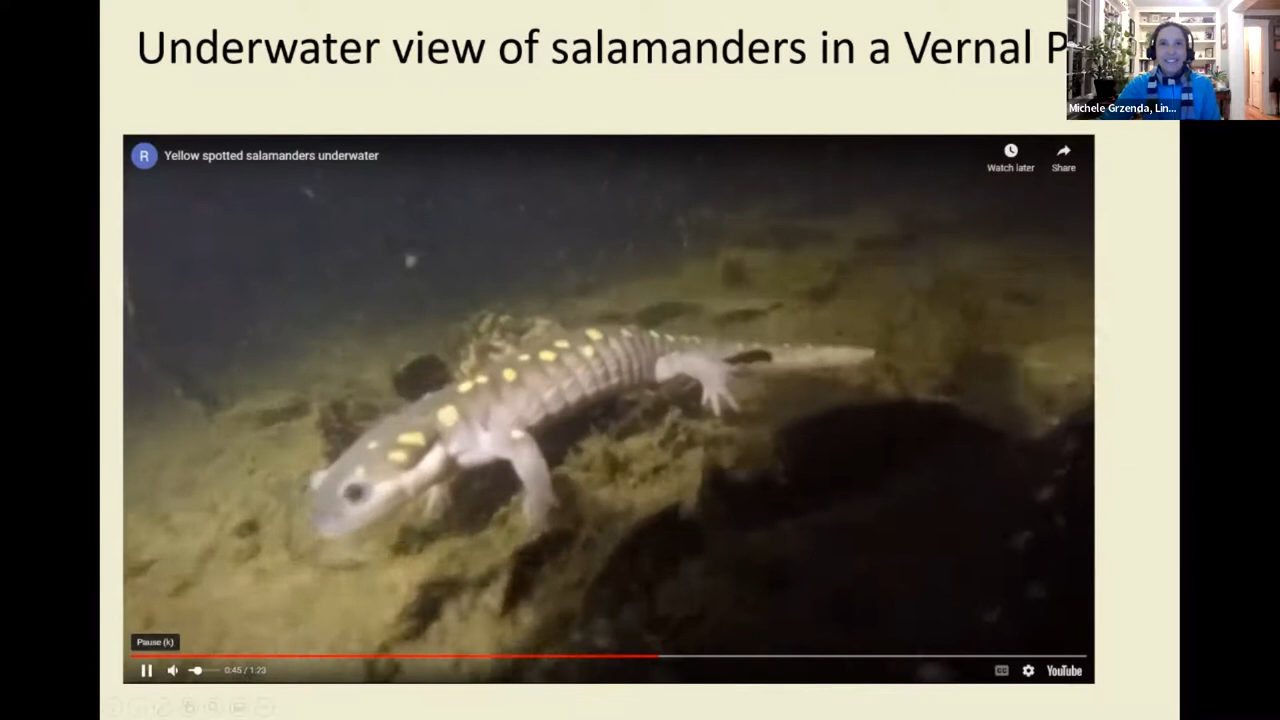 Underwater view of salamanders in a Vernal P
Michele Grzenda, Lin...
R
Yellow spotted salamanders underwater
Watch later
Share
Pause (k)
0:45 / 1:23
CC
YouTube